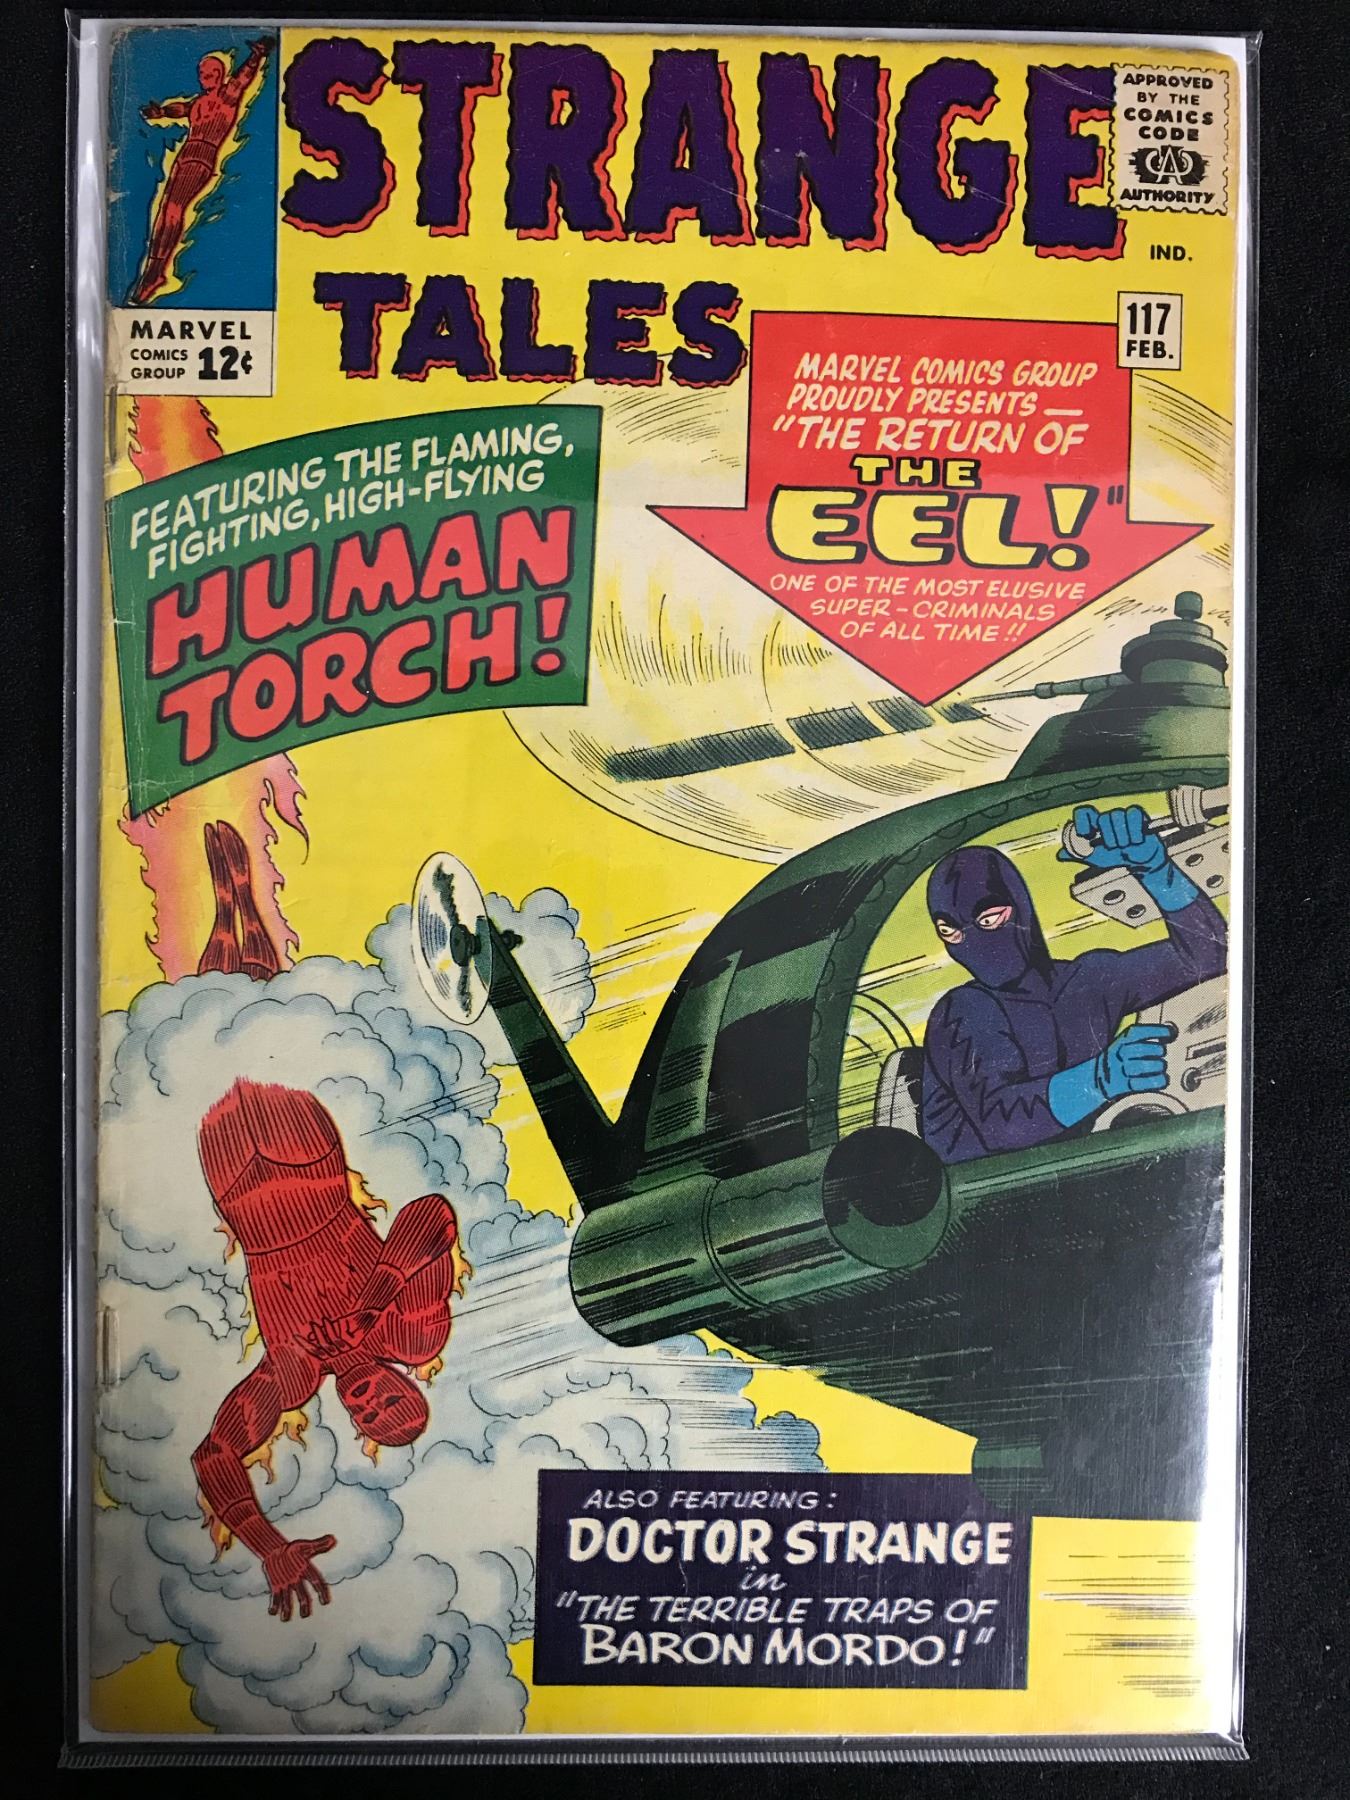 STRANGE
TALES
APPROVED
BY THE
COMICS
CODE
CA
AUTHORITY
IND.
MARVEL
COMICS
GROUP 12¢
117
FEB.
MARVEL COMICS GROUP
PROUDLY PRESENTS —
"THE RETURN OF
THE
EEL!"
ONE OF THE MOST ELUSIVE
SUPER-CRIMINALS
OF ALL TIME!!
FEATURING THE FLAMING,
FIGHTING, HIGH-FLYING
HUMAN
TORCH!
ALSO FEATURING:
DOCTOR STRANGE
in
"THE TERRIBLE TRAPS OF
BARON MORDO!"